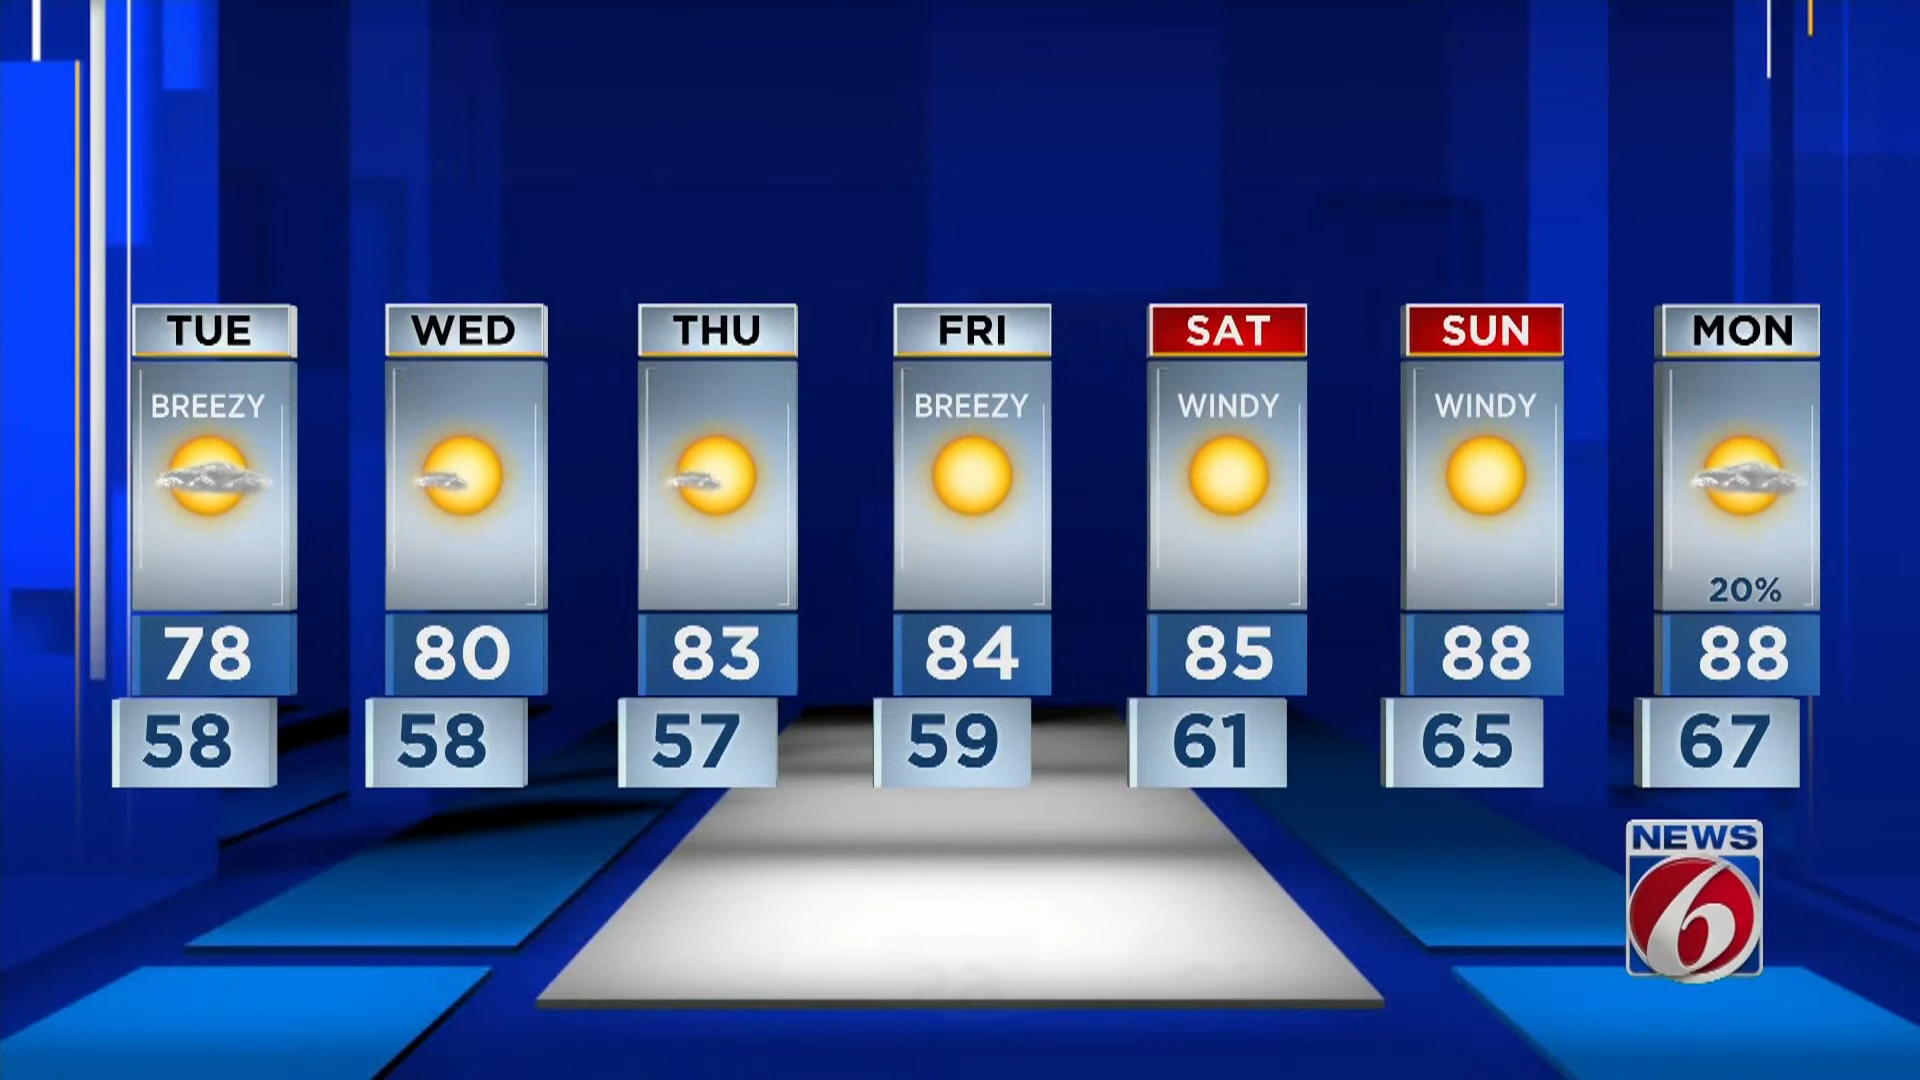 TUE
BREEZY
78
58
WED
80
58
THU
83
57
FRI
BREEZY
84
59
SAT
WINDY
85
61
SUN
WINDY
88
65
MON
20%
88
67
NEWS
6